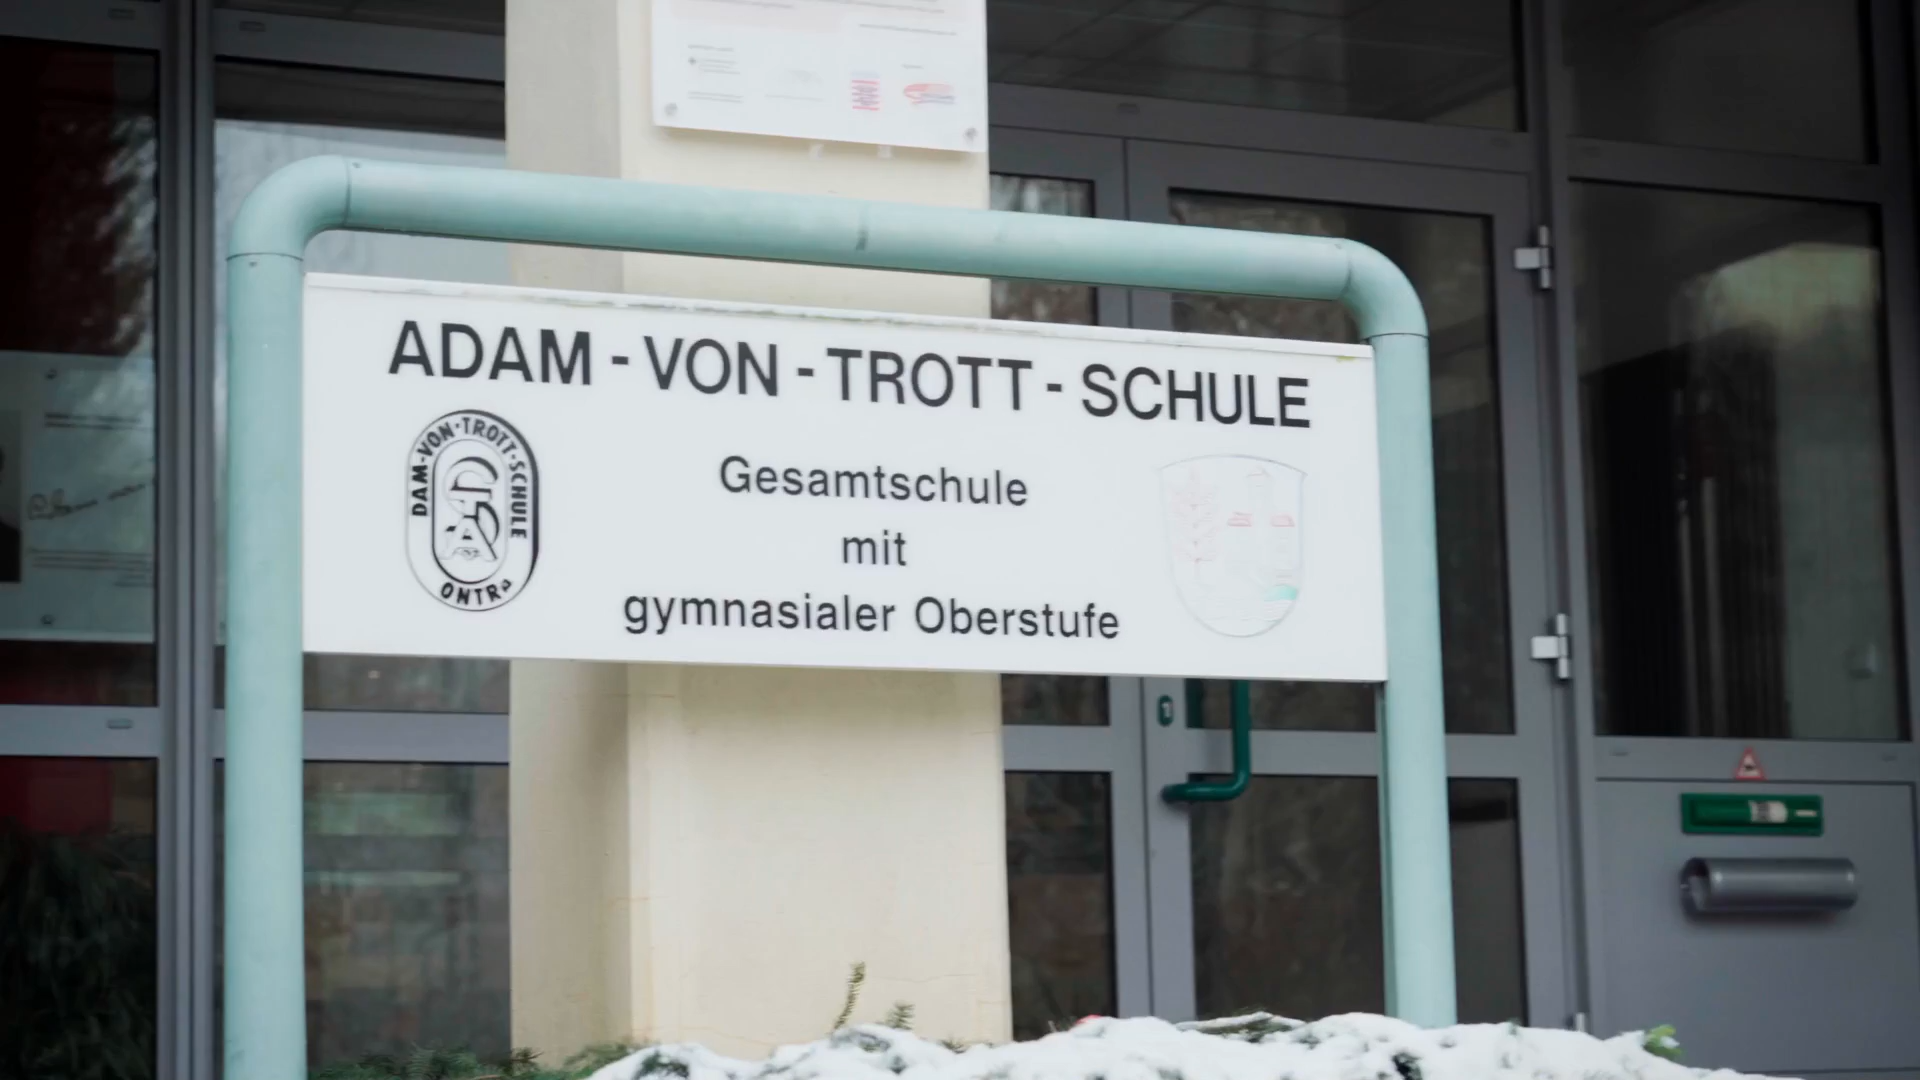 ADAM - VON - TROTT - SCHULE
DAM-VON-TROTT-SCHULE
ONTRA
Gesamtschule
mit
gymnasialer Oberstufe